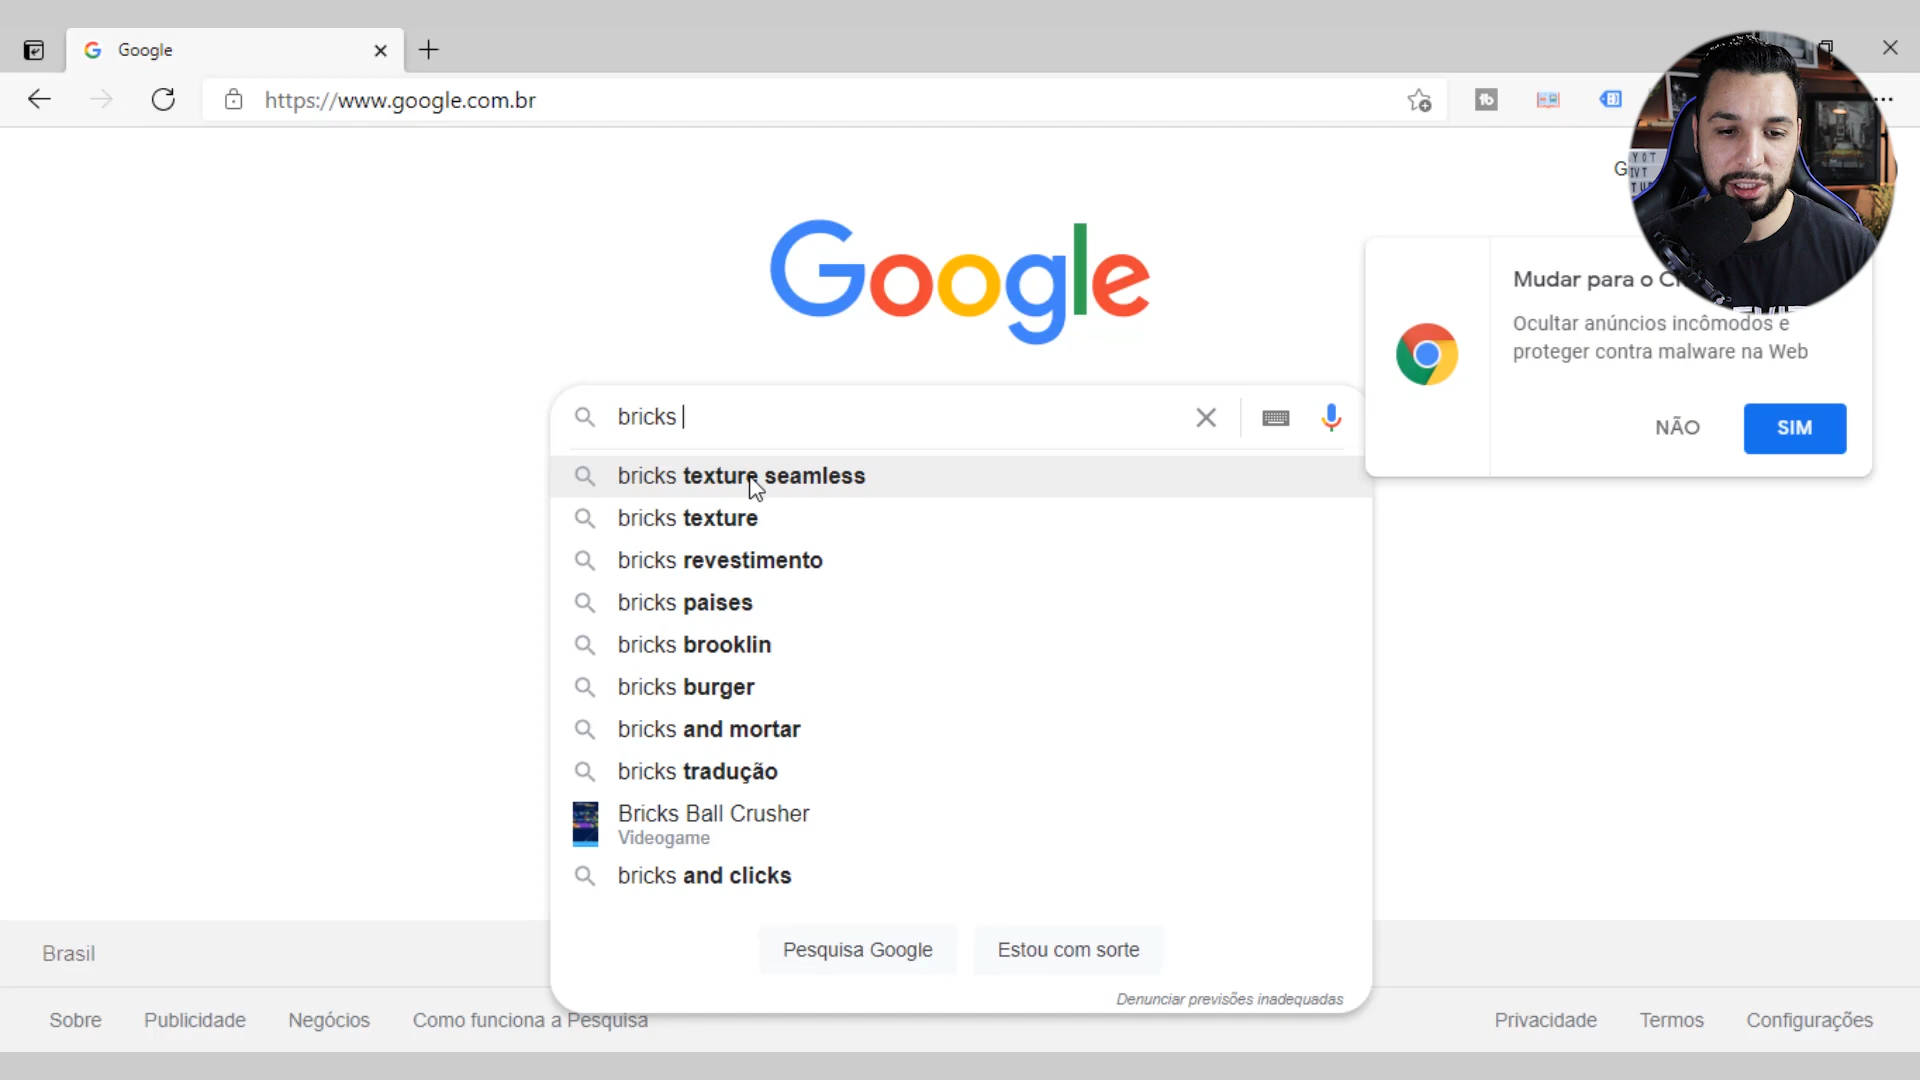 Google
https://www.google.com.br
G
Google
Mudar para o C
Ocultar anúncios incômodos e
proteger contra malware na Web
NÃO
SIM
bricks
bricks texture seamless
bricks texture
bricks revestimento
bricks paises
bricks brooklin
bricks burger
bricks and mortar
bricks tradução
Bricks Ball Crusher
Videogame
bricks and clicks
Pesquisa Google
Estou com sorte
Denunciar previsões inadequadas
Brasil
Sobre
Publicidade
Negócios
Como funciona a Pesquisa
Privacidade
Termos
Configurações